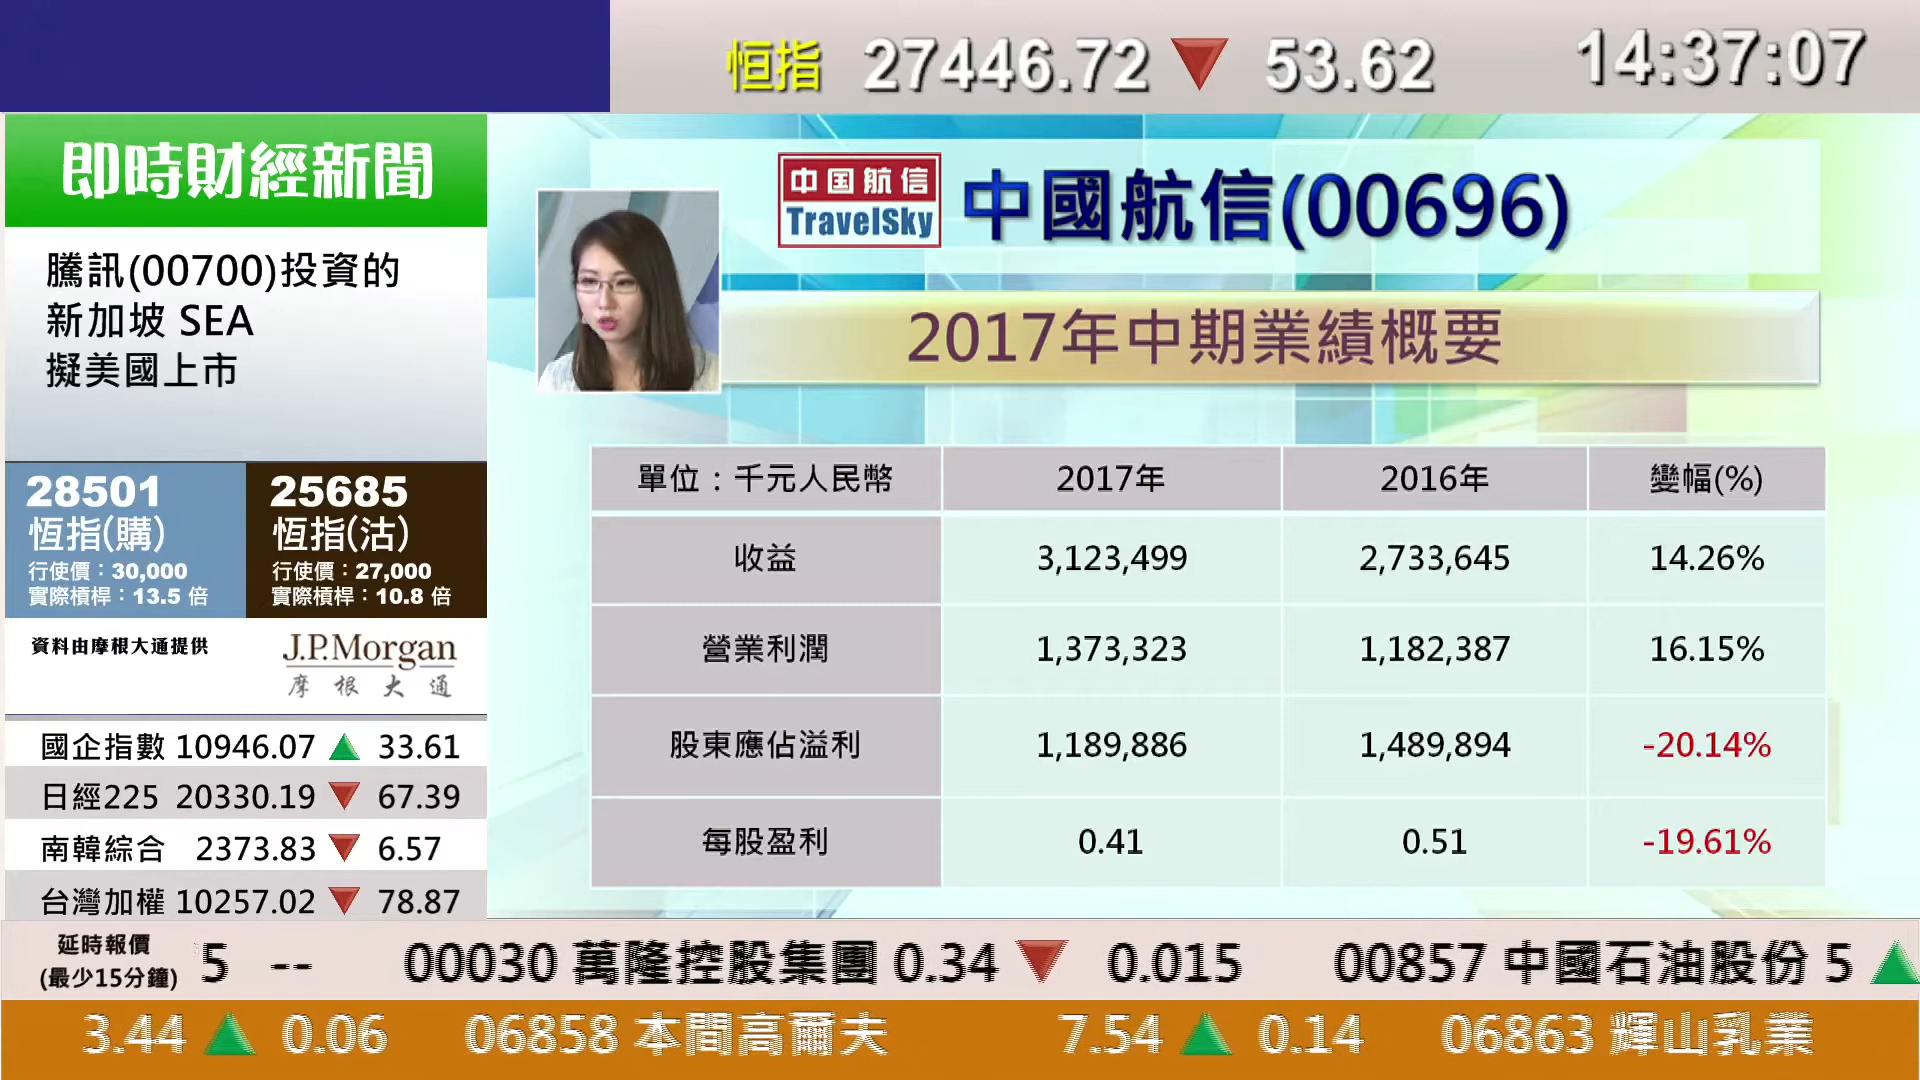 恒指 27446.72 ▼ 53.62 14:37:07
即時財經新聞
騰訊(00700)投資的
新加坡 SEA
擬美國上市
28501
恆指(購)
行使價：30,000
實際槓桿：13.5 倍
25685
恆指(沽)
行使價：27,000
實際槓桿：10.8 倍
資料由摩根大通提供
J.P.Morgan
摩根大通
國企指數 10946.07 ▲ 33.61
日經225 20330.19 ▼ 67.39
南韓綜合 2373.83 ▼ 6.57
台灣加權 10257.02 ▼ 78.87
中国航信
TravelSky
中國航信(00696)
2017年中期業績概要
單位：千元人民幣 2017年 2016年 變幅(%)
收益 3,123,499 2,733,645 14.26%
營業利潤 1,373,323 1,182,387 16.15%
股東應佔溢利 1,189,886 1,489,894 -20.14%
每股盈利 0.41 0.51 -19.61%
延時報價
(最少15分鐘)
5 -- 00030 萬隆控股集團 0.34 ▼ 0.015 00857 中國石油股份 5 ▲
3.44 ▲ 0.06 06858 本間高爾夫 7.54 ▲ 0.14 06863 輝山乳業